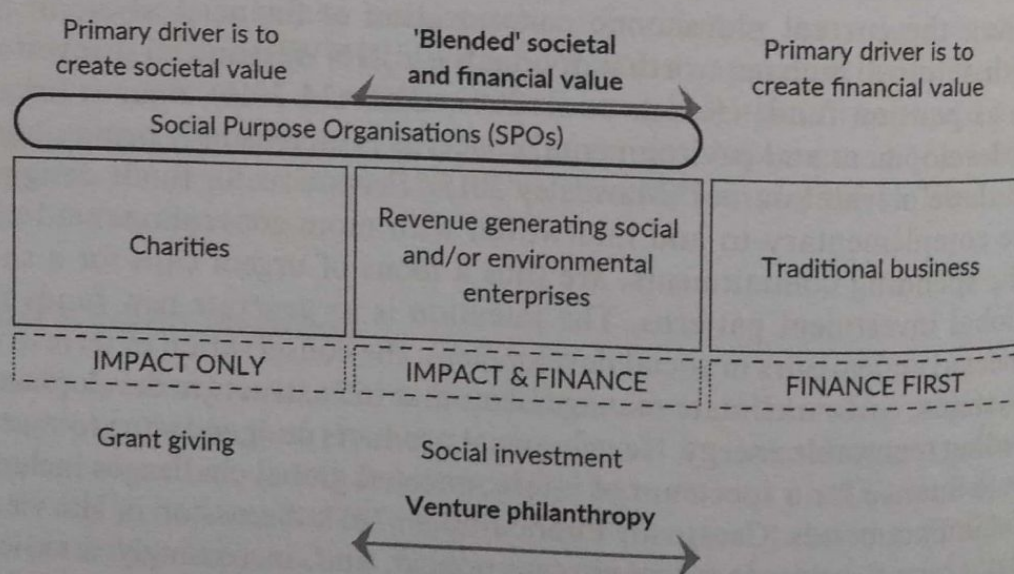 Primary driver is to
create societal value
'Blended' societal
and financial value
Primary driver is to
create financial value
Social Purpose Organisations (SPOs)
Charities
Revenue generating social
and/or environmental
enterprises
Traditional business
IMPACT ONLY
IMPACT & FINANCE
FINANCE FIRST
Grant giving
Social investment
Venture philanthropy